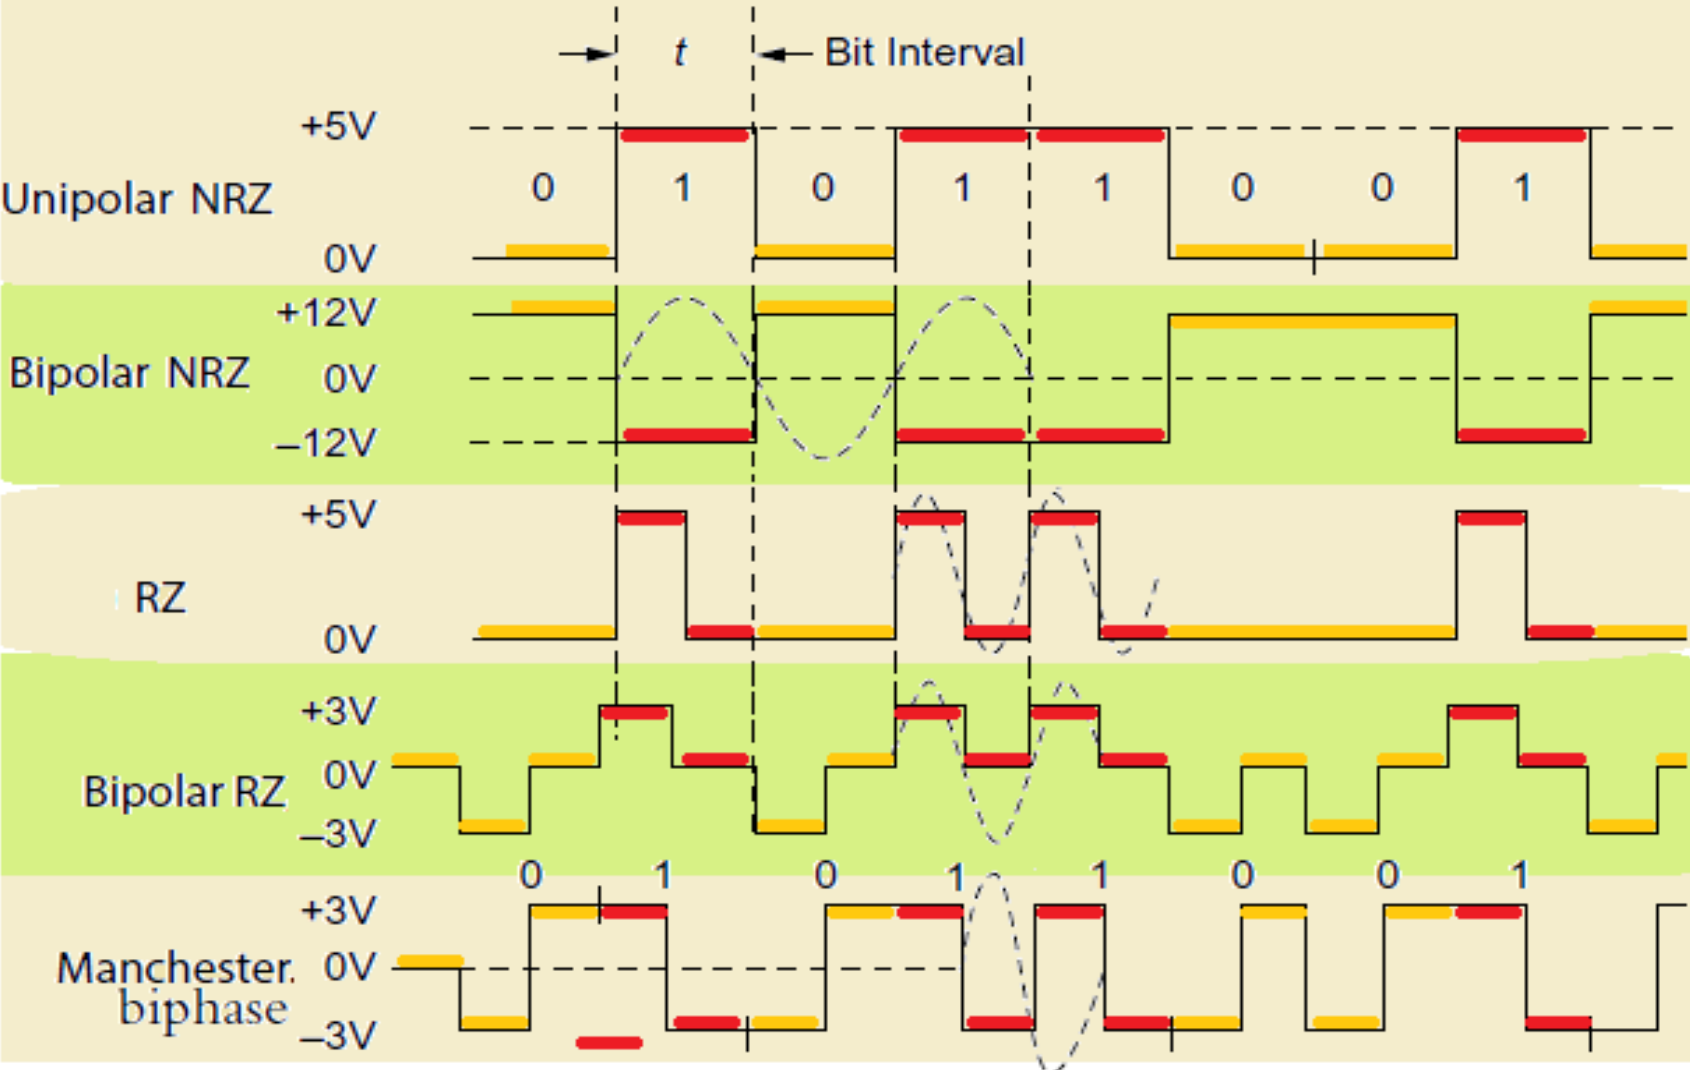 t Bit Interval
+5V
0 1 0 1 1 0 0 1
Unipolar NRZ
0V
+12V
Bipolar NRZ 0V
–12V
+5V
RZ
0V
+3V
0V
Bipolar RZ
–3V
0 1 0 1 1 0 0 1
+3V
Manchester. 0V
biphase
–3V